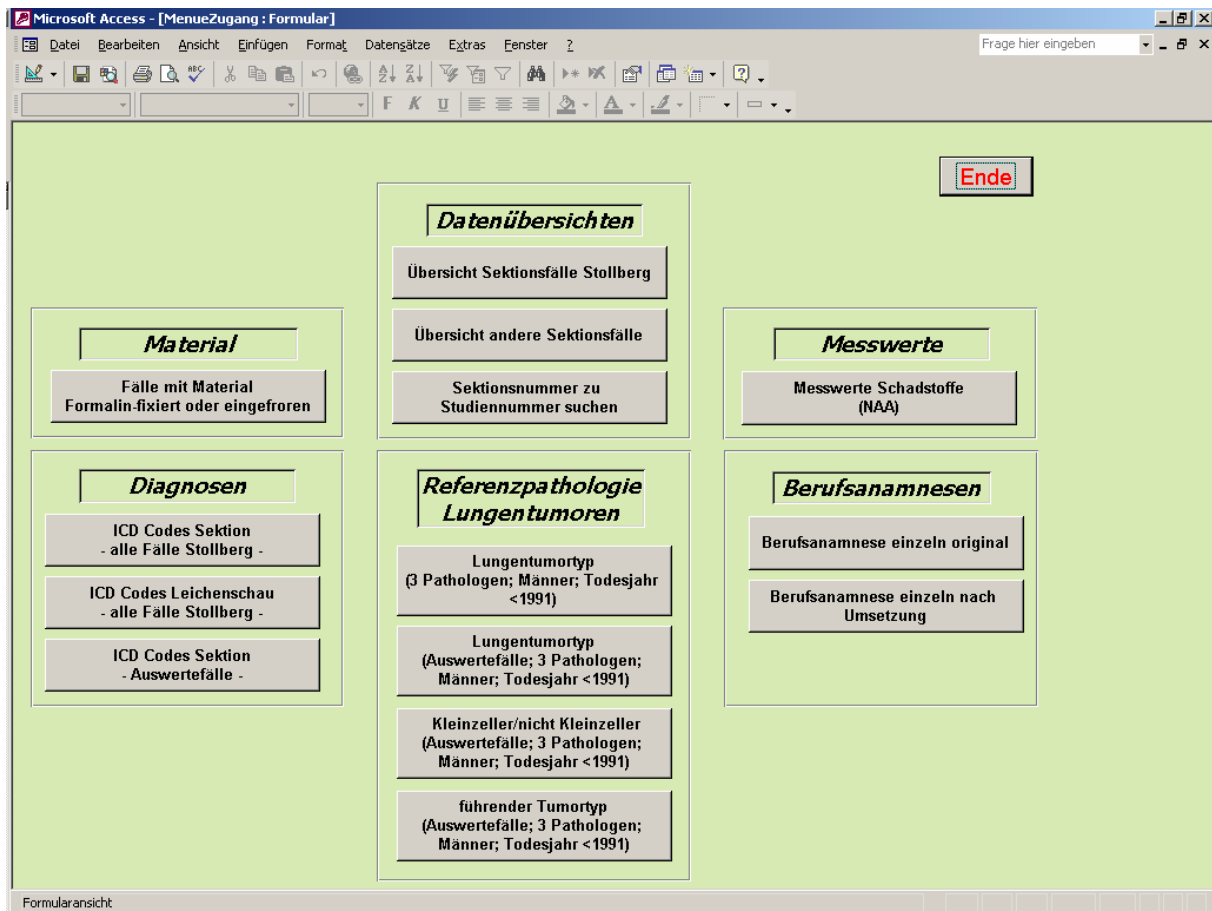 Microsoft Access - [MenueZugang : Formular]
Datei Bearbeiten Ansicht Einfügen Format Datensätze Extras Fenster ? Frage hier eingeben
F K U
Ende
Datenübersichten
Übersicht Sektionsfälle Stollberg
Übersicht andere Sektionsfälle
Sektionsnummer zu
Studiennummer suchen
Material
Fälle mit Material
Formalin-fixiert oder eingefroren
Messwerte
Messwerte Schadstoffe
(NAA)
Diagnosen
ICD Codes Sektion
- alle Fälle Stollberg -
ICD Codes Leichenschau
- alle Fälle Stollberg -
ICD Codes Sektion
- Auswertefälle -
Referenzpathologie
Lungentumoren
Lungentumortyp
(3 Pathologen; Männer; Todesjahr
<1991)
Lungentumortyp
(Auswertefälle; 3 Pathologen;
Männer; Todesjahr <1991)
Kleinzeller/nicht Kleinzeller
(Auswertefälle; 3 Pathologen;
Männer; Todesjahr <1991)
führender Tumortyp
(Auswertefälle; 3 Pathologen;
Männer; Todesjahr <1991)
Berufsanamnesen
Berufsanamnese einzeln original
Berufsanamnese einzeln nach
Umsetzung
Formularansicht